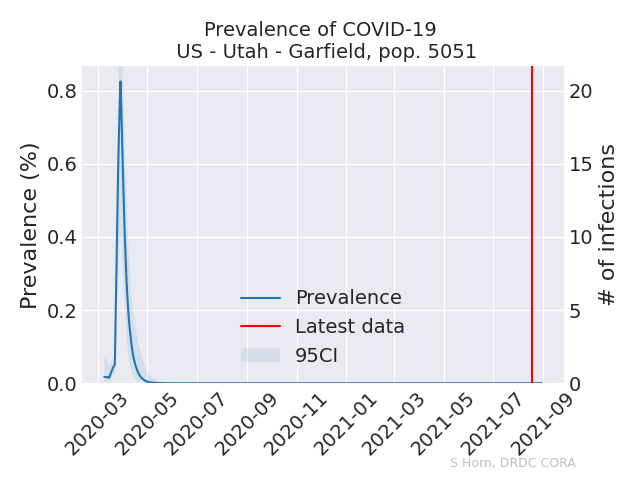 Prevalence of COVID-19
US - Utah - Garfield, pop. 5051
Prevalence (%)
0.8
0.6
0.4
0.2
0.0
# of infections
20
15
10
5
0
Prevalence
Latest data
95CI
2020-03
2020-05
2020-07
2020-09
2020-11
2021-01
2021-03
2021-05
2021-07
2021-09
S Horn, DRDC CORA